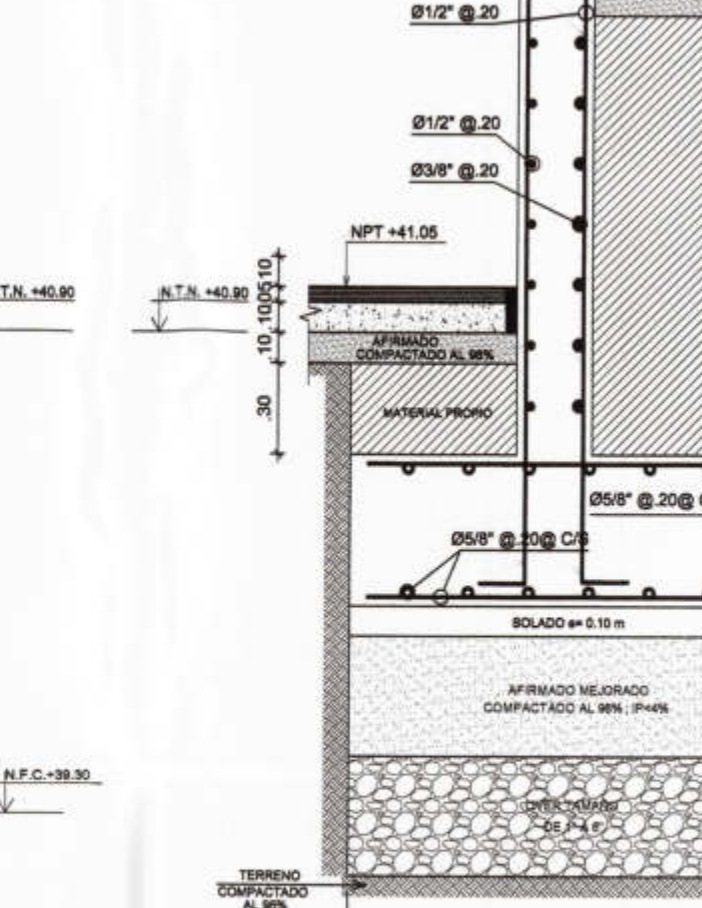 Ø1/2" @.20
Ø1/2" @.20
Ø3/8" @.20
NPT +41.05
T.N. +40.90
N.T.N. +40.90
.10
.05
.10
.10
.30
AFIRMADO
COMPACTADO AL 98%
MATERIAL PROPIO
Ø5/8" @.20@
Ø5/8" @.20@ C/S
SOLADO e= 0.10 m
AFIRMADO MEJORADO
COMPACTADO AL 98% ; IP<4%
N.F.C.+39.30
OVER TAMAÑO
DE 1" A 6"
TERRENO
COMPACTADO
AL 95%